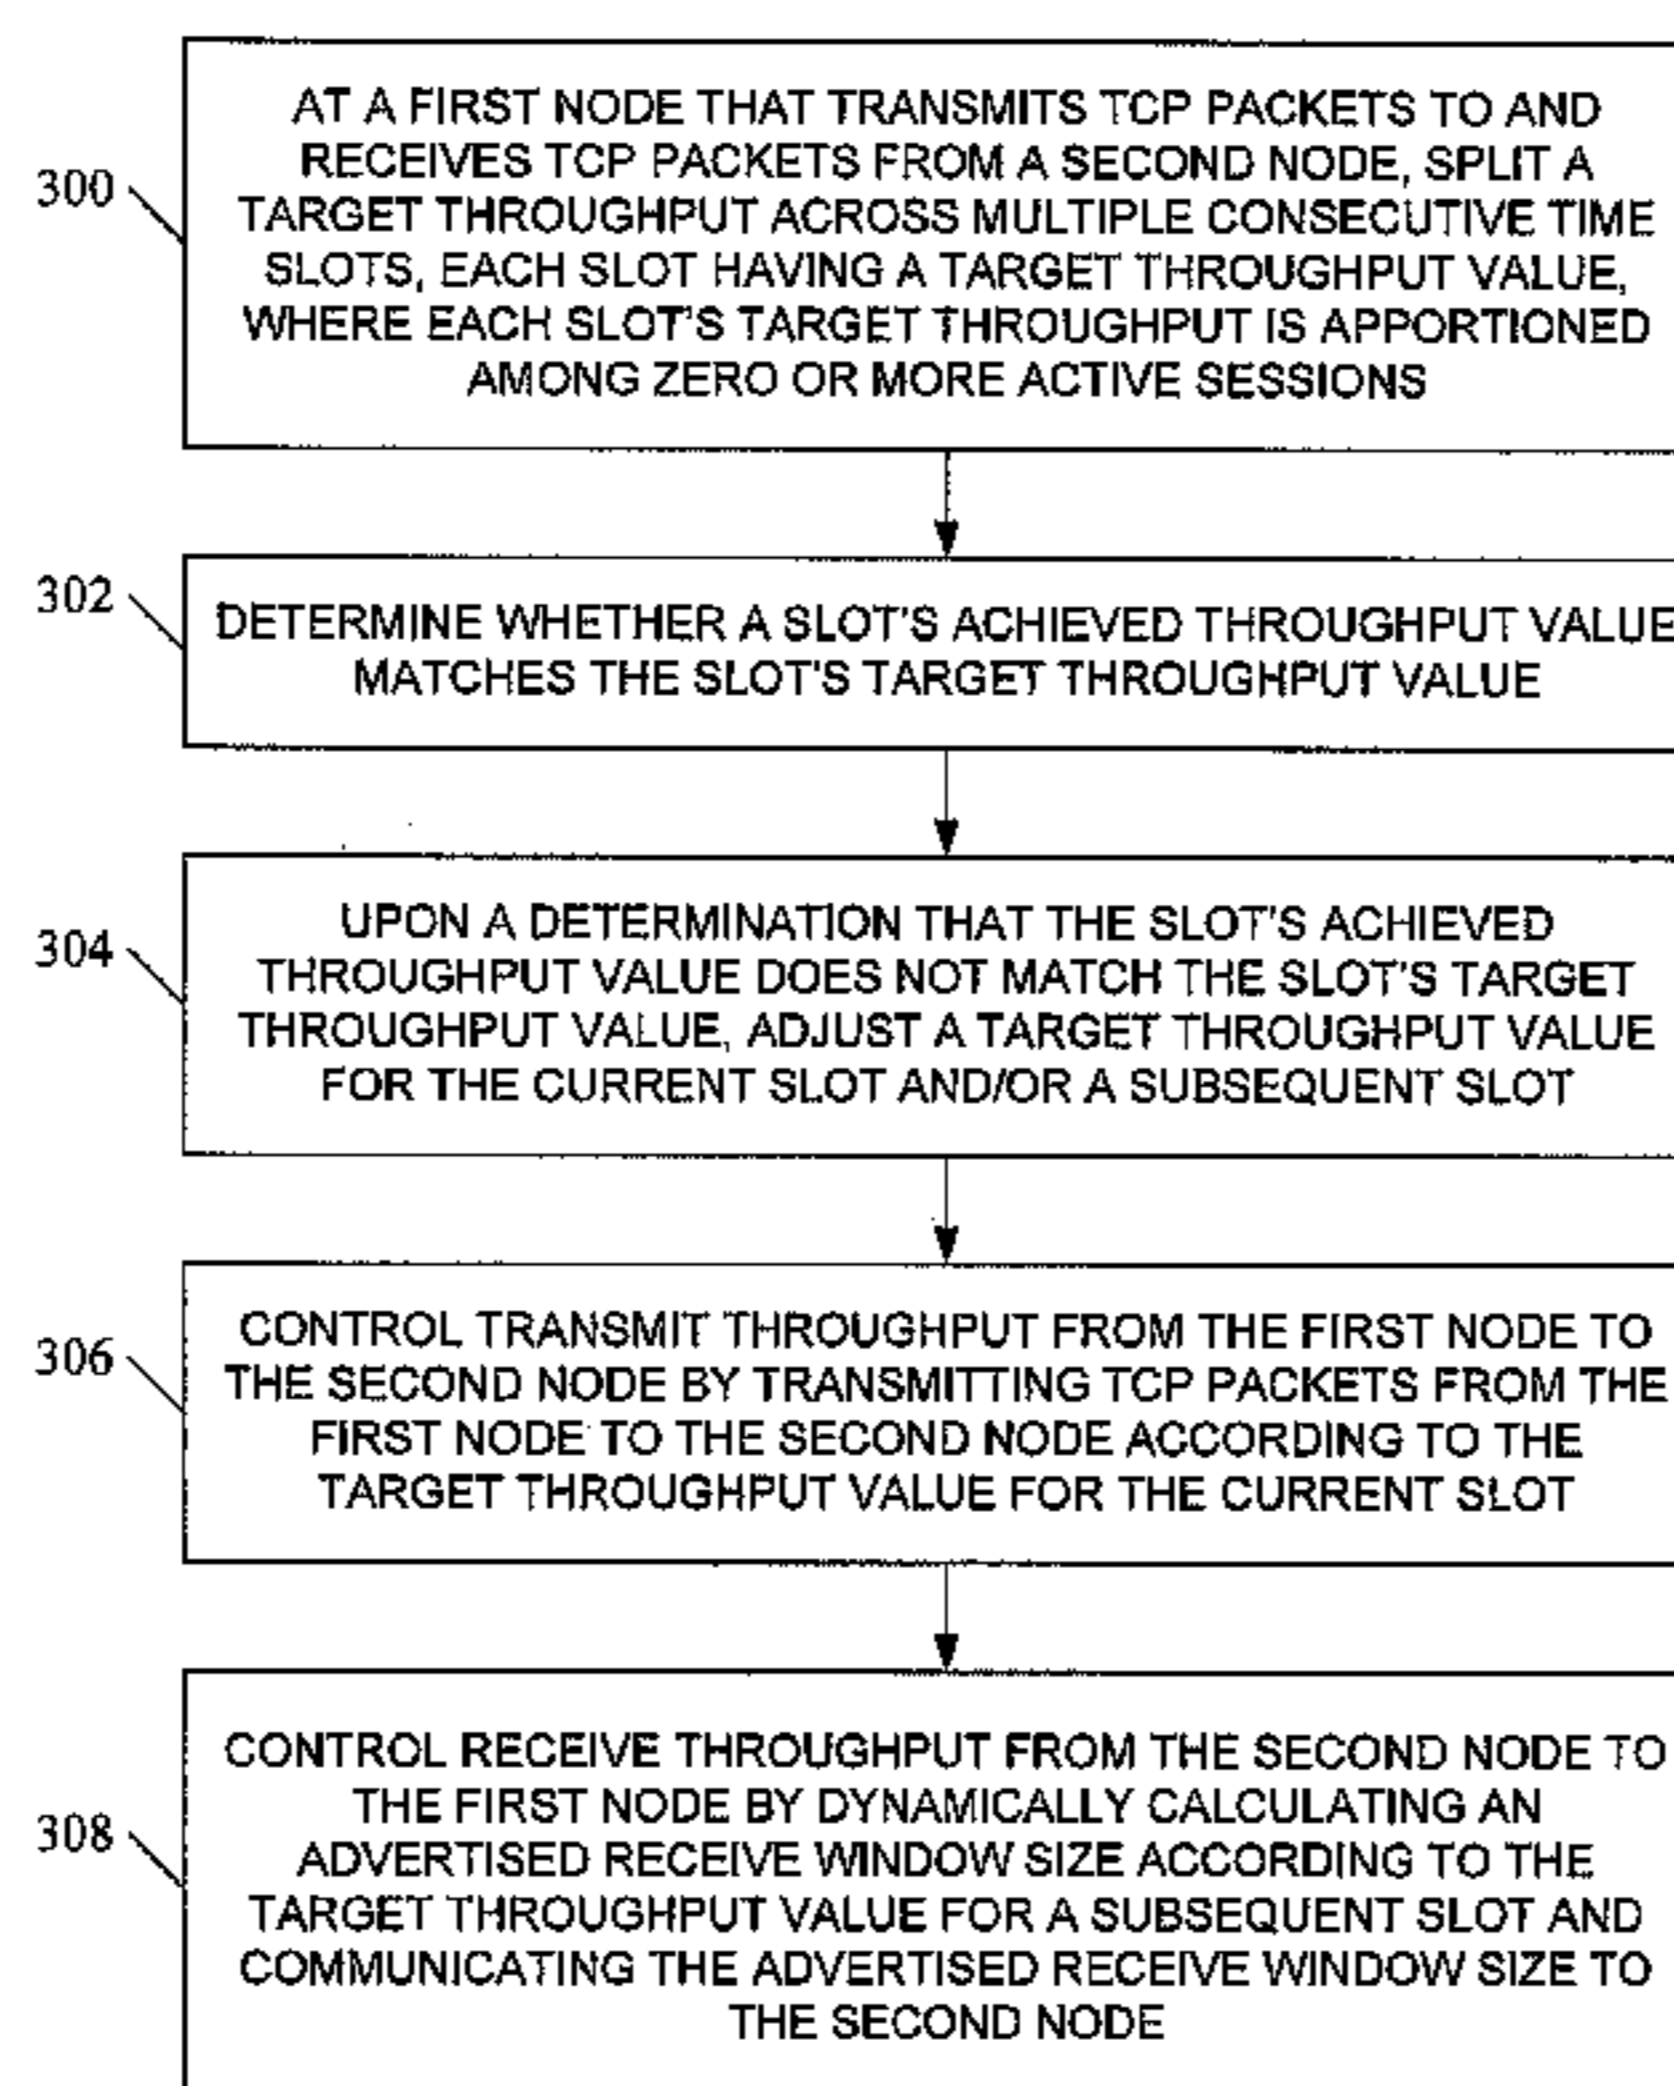 AT A FIRST NODE THAT TRANSMITS TCP PACKETS TO AND
RECEIVES TCP PACKETS FROM A SECOND NODE, SPLIT A
300
TARGET THROUGHPUT ACROSS MULTIPLE CONSECUTIVE TIME
SLOTS, EACH SLOT HAVING A TARGET THROUGHPUT VALUE,
WHERE EACH SLOT'S TARGET THROUGHPUT IS APPORTIONED
AMONG ZERO OR MORE ACTIVE SESSIONS
302
DETERMINE WHETHER A SLOT'S ACHIEVED THROUGHPUT VALUE
MATCHES THE SLOT'S TARGET THROUGHPUT VALUE
UPON A DETERMINATION THAT THE SLOT'S ACHIEVED
304
THROUGHPUT VALUE DOES NOT MATCH THE SLOT'S TARGET
THROUGHPUT VALUE, ADJUST A TARGET THROUGHPUT VALUE
FOR THE CURRENT SLOT AND/OR A SUBSEQUENT SLOT
CONTROL TRANSMIT THROUGHPUT FROM THE FIRST NODE TO
306
THE SECOND NODE BY TRANSMITTING TCP PACKETS FROM THE
FIRST NODE TO THE SECOND NODE ACCORDING TO THE
TARGET THROUGHPUT VALUE FOR THE CURRENT SLOT
CONTROL RECEIVE THROUGHPUT FROM THE SECOND NODE TO
THE FIRST NODE BY DYNAMICALLY CALCULATING AN
308
ADVERTISED RECEIVE WINDOW SIZE ACCORDING TO THE
TARGET THROUGHPUT VALUE FOR A SUBSEQUENT SLOT AND
COMMUNICATING THE ADVERTISED RECEIVE WINDOW SIZE TO
THE SECOND NODE